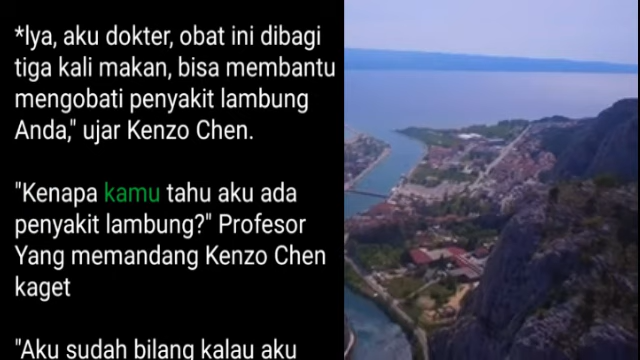 *Iya, aku dokter, obat ini dibagi
tiga kali makan, bisa membantu
mengobati penyakit lambung
Anda," ujar Kenzo Chen.
"Kenapa kamu tahu aku ada
penyakit lambung?" Profesor
Yang memandang Kenzo Chen
kaget
"Aku sudah bilang kalau aku